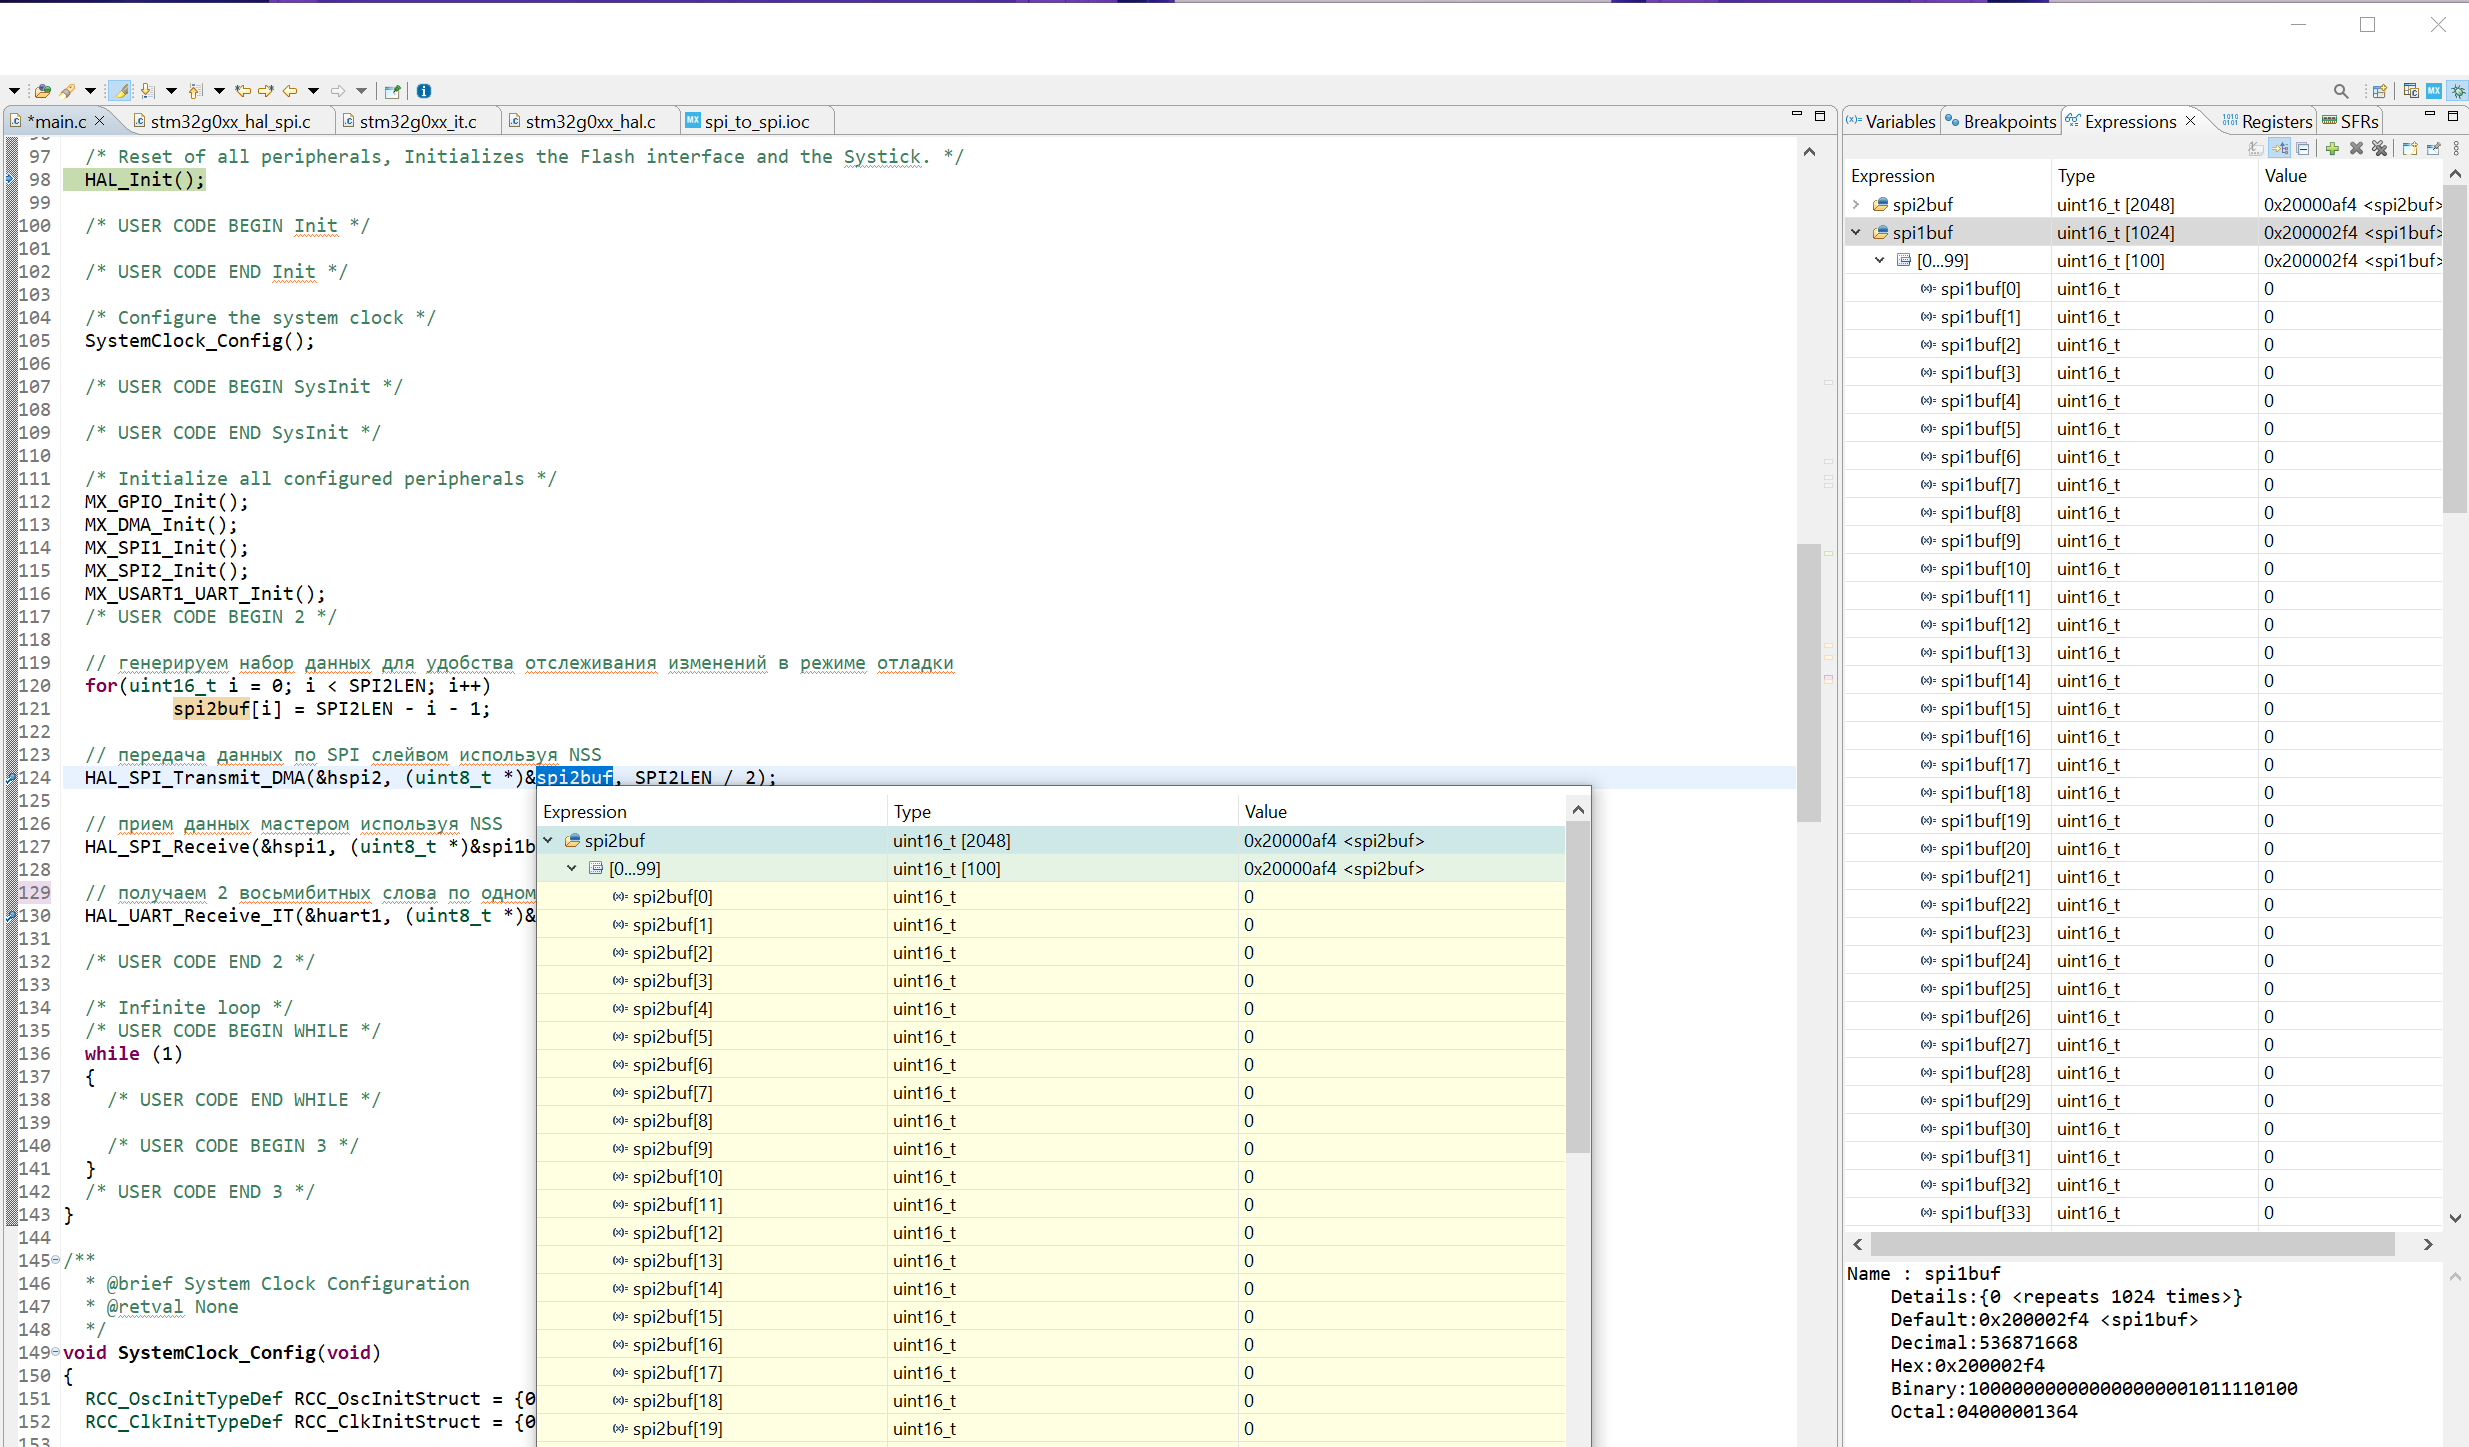 *main.c
stm32g0xx_hal_spi.c
stm32g0xx_it.c
stm32g0xx_hal.c
MX spi_to_spi.ioc
97 /* Reset of all peripherals, Initializes the Flash interface and the Systick. */
98 HAL_Init();
99
100 /* USER CODE BEGIN Init */
101
102 /* USER CODE END Init */
103
104 /* Configure the system clock */
105 SystemClock_Config();
106
107 /* USER CODE BEGIN SysInit */
108
109 /* USER CODE END SysInit */
110
111 /* Initialize all configured peripherals */
112 MX_GPIO_Init();
113 MX_DMA_Init();
114 MX_SPI1_Init();
115 MX_SPI2_Init();
116 MX_USART1_UART_Init();
117 /* USER CODE BEGIN 2 */
118
119 // генерируем набор данных для удобства отслеживания изменений в режиме отладки
120 for(uint16_t i = 0; i < SPI2LEN; i++)
121 spi2buf[i] = SPI2LEN - i - 1;
122
123 // передача данных по SPI слейвом используя NSS
124 HAL_SPI_Transmit_DMA(&hspi2, (uint8_t *)&spi2buf, SPI2LEN / 2);
125
126 // прием данных мастером используя NSS
127 HAL_SPI_Receive(&hspi1, (uint8_t *)&spi1b
128
129 // получаем 2 восьмибитных слова по одном
130 HAL_UART_Receive_IT(&huart1, (uint8_t *)&
131
132 /* USER CODE END 2 */
133
134 /* Infinite loop */
135 /* USER CODE BEGIN WHILE */
136 while (1)
137 {
138 /* USER CODE END WHILE */
139
140 /* USER CODE BEGIN 3 */
141 }
142 /* USER CODE END 3 */
143 }
144
145 /**
146 * @brief System Clock Configuration
147 * @retval None
148 */
149 void SystemClock_Config(void)
150 {
151 RCC_OscInitTypeDef RCC_OscInitStruct = {0
152 RCC_ClkInitTypeDef RCC_ClkInitStruct = {0
153
Expression Type Value
spi2buf uint16_t [2048] 0x20000af4 <spi2buf>
[0...99] uint16_t [100] 0x20000af4 <spi2buf>
spi2buf[0] uint16_t 0
spi2buf[1] uint16_t 0
spi2buf[2] uint16_t 0
spi2buf[3] uint16_t 0
spi2buf[4] uint16_t 0
spi2buf[5] uint16_t 0
spi2buf[6] uint16_t 0
spi2buf[7] uint16_t 0
spi2buf[8] uint16_t 0
spi2buf[9] uint16_t 0
spi2buf[10] uint16_t 0
spi2buf[11] uint16_t 0
spi2buf[12] uint16_t 0
spi2buf[13] uint16_t 0
spi2buf[14] uint16_t 0
spi2buf[15] uint16_t 0
spi2buf[16] uint16_t 0
spi2buf[17] uint16_t 0
spi2buf[18] uint16_t 0
spi2buf[19] uint16_t 0
MX
Variables
Breakpoints
Expressions
Registers
SFRs
Expression Type Value
spi2buf uint16_t [2048] 0x20000af4 <spi2buf>
spi1buf uint16_t [1024] 0x200002f4 <spi1buf>
[0...99] uint16_t [100] 0x200002f4 <spi1buf>
spi1buf[0] uint16_t 0
spi1buf[1] uint16_t 0
spi1buf[2] uint16_t 0
spi1buf[3] uint16_t 0
spi1buf[4] uint16_t 0
spi1buf[5] uint16_t 0
spi1buf[6] uint16_t 0
spi1buf[7] uint16_t 0
spi1buf[8] uint16_t 0
spi1buf[9] uint16_t 0
spi1buf[10] uint16_t 0
spi1buf[11] uint16_t 0
spi1buf[12] uint16_t 0
spi1buf[13] uint16_t 0
spi1buf[14] uint16_t 0
spi1buf[15] uint16_t 0
spi1buf[16] uint16_t 0
spi1buf[17] uint16_t 0
spi1buf[18] uint16_t 0
spi1buf[19] uint16_t 0
spi1buf[20] uint16_t 0
spi1buf[21] uint16_t 0
spi1buf[22] uint16_t 0
spi1buf[23] uint16_t 0
spi1buf[24] uint16_t 0
spi1buf[25] uint16_t 0
spi1buf[26] uint16_t 0
spi1buf[27] uint16_t 0
spi1buf[28] uint16_t 0
spi1buf[29] uint16_t 0
spi1buf[30] uint16_t 0
spi1buf[31] uint16_t 0
spi1buf[32] uint16_t 0
spi1buf[33] uint16_t 0
Name : spi1buf
Details:{0 <repeats 1024 times>}
Default:0x200002f4 <spi1buf>
Decimal:536871668
Hex:0x200002f4
Binary:100000000000000000001011110100
Octal:04000001364